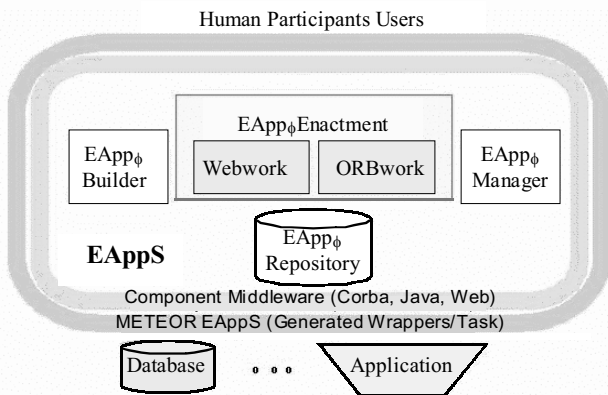 Human Participants Users
EAppϕEnactment
EAppϕ
Builder
Webwork
ORBwork
EAppϕ
Manager
EAppϕ
Repository
EAppS
Component Middleware (Corba, Java, Web)
METEOR EAppS (Generated Wrappers/Task)
Database
Application